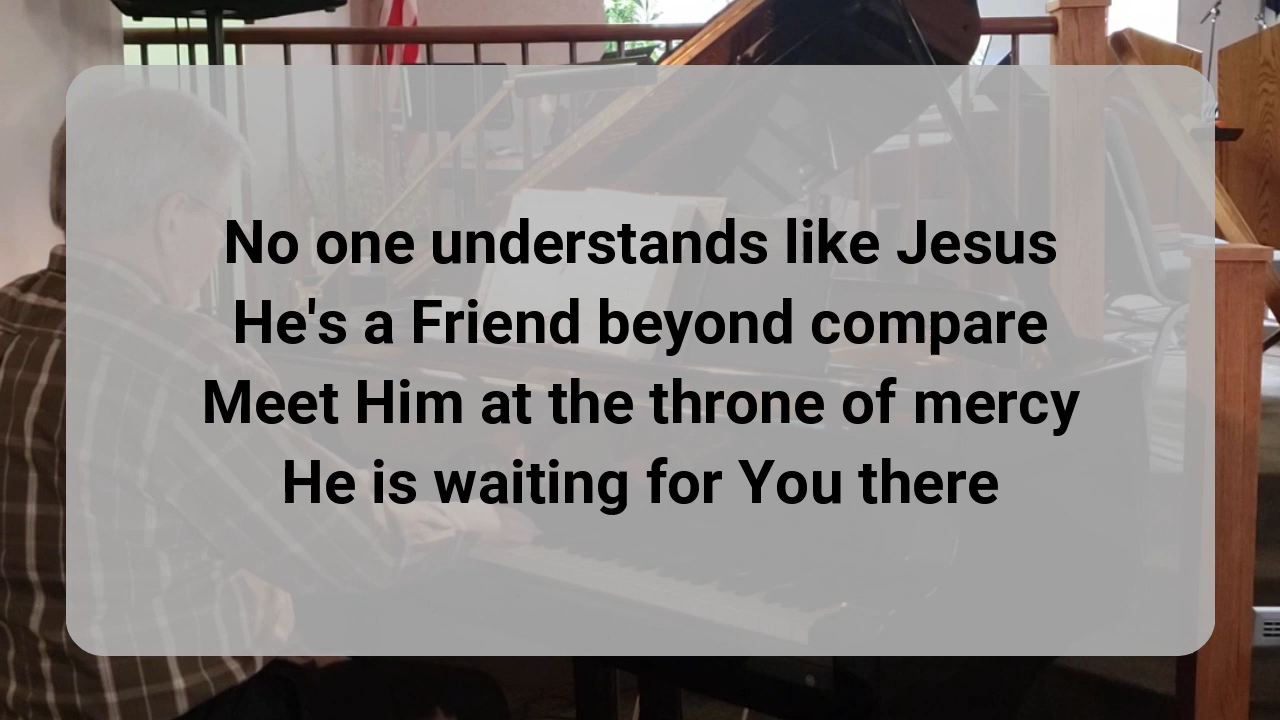 No one understands like Jesus
He's a Friend beyond compare
Meet Him at the throne of mercy
He is waiting for You there